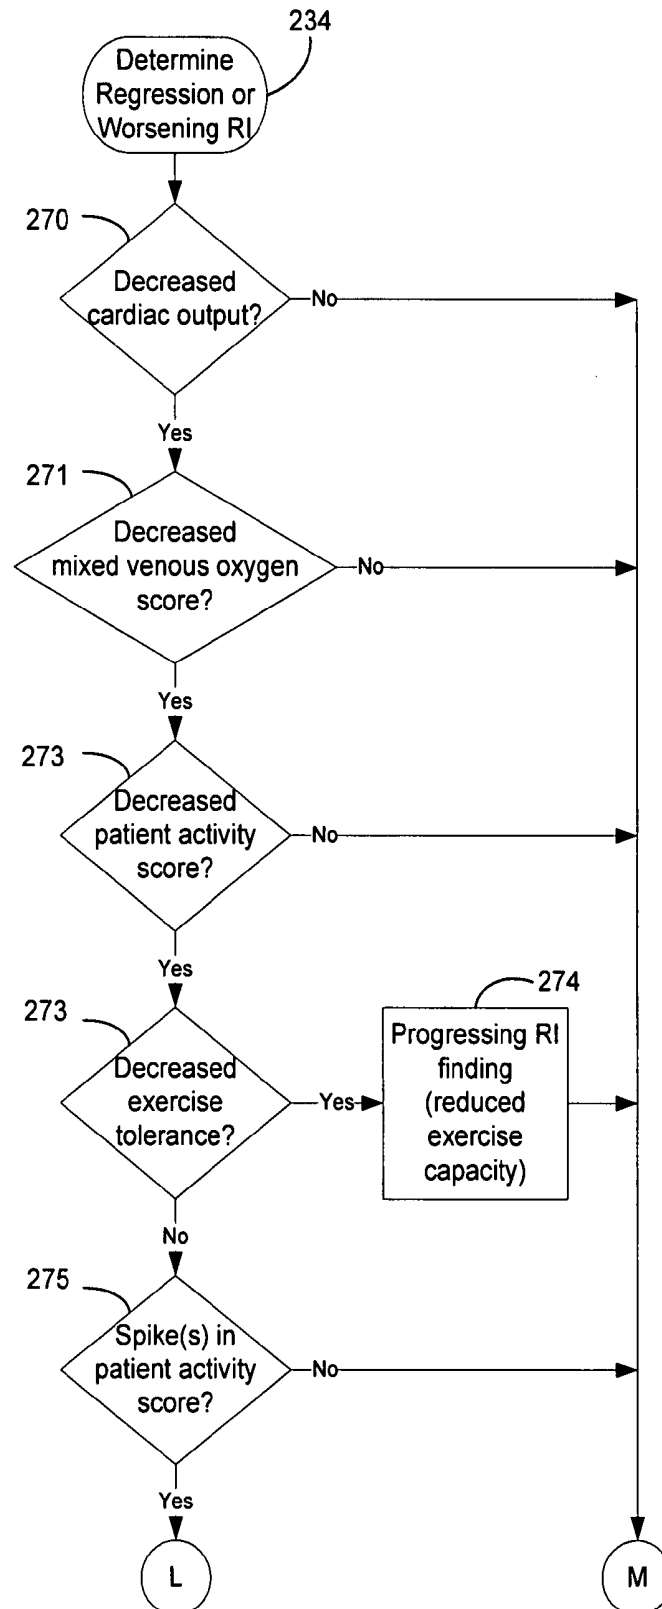 234
Determine
Regression or
Worsening RI
270
Decreased
cardiac output?
No
Yes
271
Decreased
mixed venous oxygen
score?
No
Yes
273
Decreased
patient activity
score?
No
Yes
273
Decreased
exercise
tolerance?
Yes
274
Progressing RI
finding
(reduced
exercise
capacity)
No
275
Spike(s) in
patient activity
score?
No
Yes
L
M